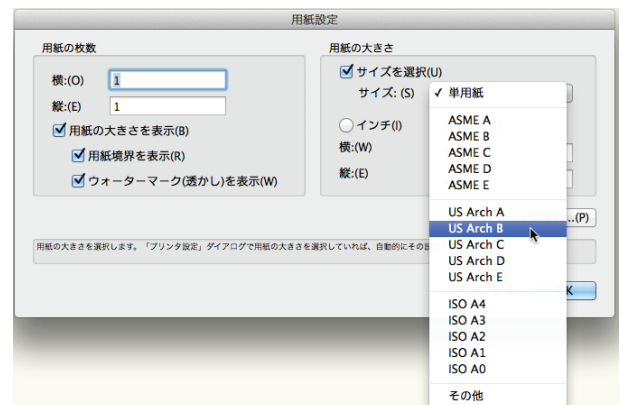 用紙設定
用紙の枚数
横:(O) 1
縦:(E) 1
用紙の大きさを表示(B)
用紙境界を表示(R)
ウォーターマーク(透かし)を表示(W)
用紙の大きさ
サイズを選択(U)
サイズ: (S)
インチ(I)
横:(W)
縦:(E)
✓ 単用紙
ASME A
ASME B
ASME C
ASME D
ASME E
US Arch A
US Arch B
US Arch C
US Arch D
US Arch E
ISO A4
ISO A3
ISO A2
ISO A1
ISO A0
その他
...(P)
用紙の大きさを選択します。「プリンタ設定」ダイアログで用紙の大きさを選択していれば、自動的にその
K